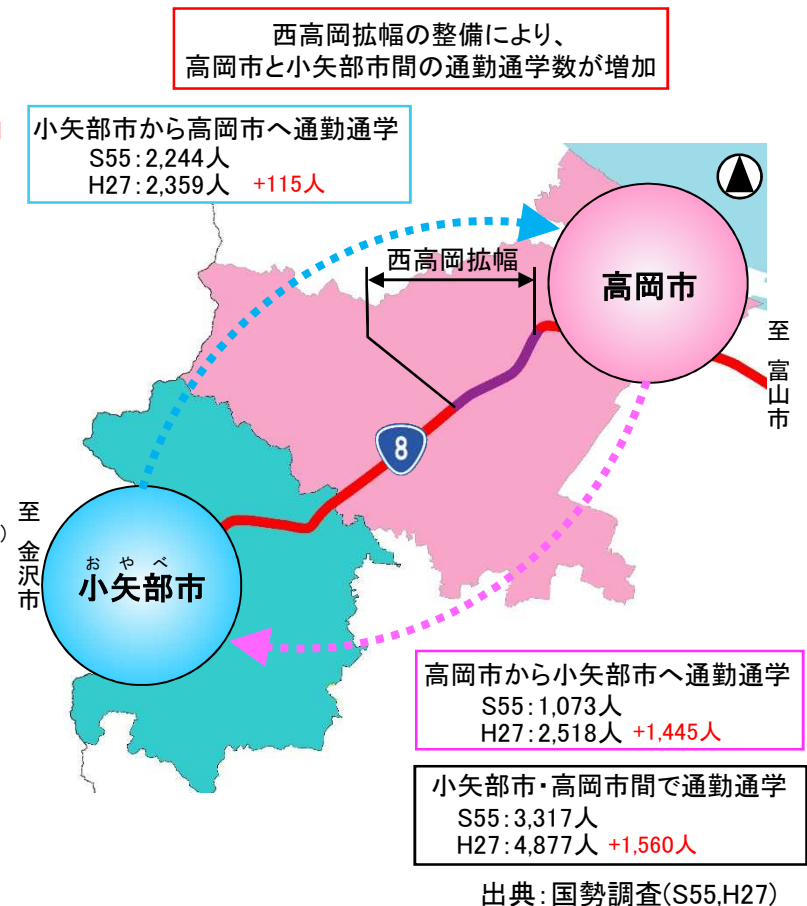 西高岡拡幅の整備により、
高岡市と小矢部市間の通勤通学数が増加
小矢部市から高岡市へ通勤通学
S55:2,244人
H27:2,359人 +115人
西高岡拡幅
高岡市
至 富山市
8
至 金沢市
)
おやべ
小矢部市
高岡市から小矢部市へ通勤通学
S55:1,073人
H27:2,518人 +1,445人
小矢部市・高岡市間で通勤通学
S55:3,317人
H27:4,877人 +1,560人
出典:国勢調査(S55,H27)